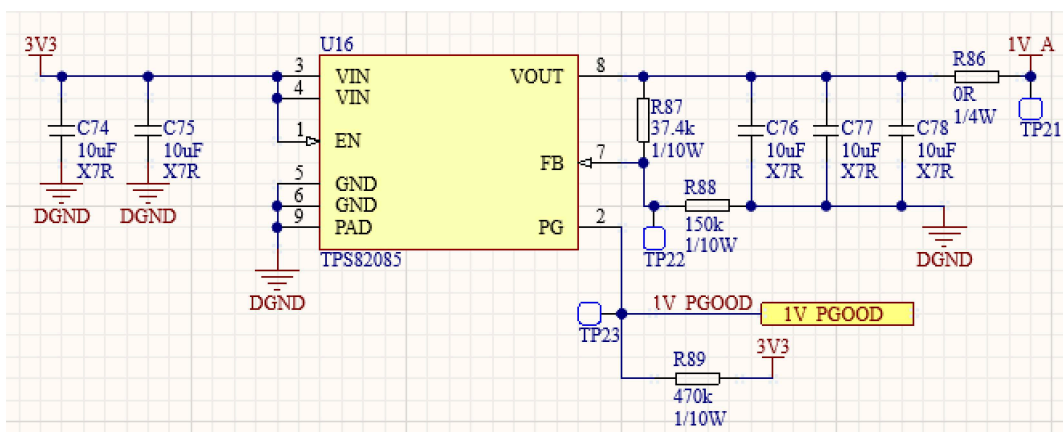 3V3
U16
3
VIN
4
VIN
1
EN
5
GND
6
GND
9
PAD
VOUT
8
FB
7
PG
2
TPS82085
C74
10uF
X7R
DGND
C75
10uF
X7R
DGND
DGND
R87
37.4k
1/10W
R88
150k
1/10W
TP22
C76
10uF
X7R
C77
10uF
X7R
C78
10uF
X7R
R86
0R
1/4W
1V_A
TP21
DGND
TP23
1V_PGOOD
1V_PGOOD
R89
470k
1/10W
3V3